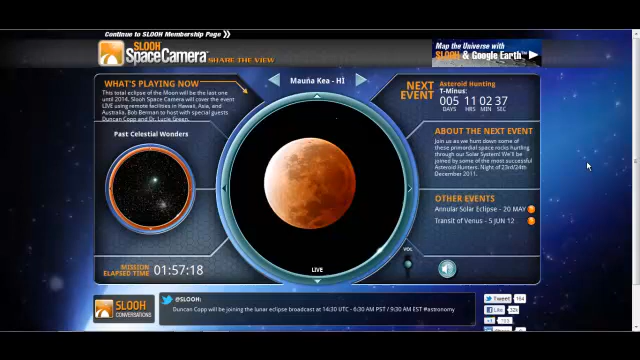 Continue to SLOOH Membership Page
SLOOH
SpaceCamera™ SHARE THE VIEW
Map the Universe with
SLOOH & Google Earth™
WHAT'S PLAYING NOW
This total eclipse of the Moon will be the last one
until 2014. Slooh Space Camera will cover the event
LIVE using remote facilities in Hawaii, Asia, and
Australia. Bob Berman to host with special guests
Duncan Copp and Dr. Lucie Green.
Past Celestial Wonders
MISSION
ELAPSED TIME 01:57:18
Mauna Kea - HI
LIVE
VOL
NEXT
EVENT
Asteroid Hunting
T-Minus:
005 11 02 37
DAYS HRS MIN SEC
ABOUT THE NEXT EVENT
Join us as we hunt down some of
these primordial space rocks hurtling
through our Solar System! We'll be
joined by some of the most successful
Asteroid Hunters. Night of 23rd/24th
December 2011.
OTHER EVENTS
Annular Solar Eclipse - 20 MAY
Transit of Venus - 5 JUN 12
SLOOH
CONVERSATIONS
@SLOOH:
Duncan Copp will be joining the lunar eclipse broadcast at 14:30 UTC - 6:30 AM PST / 9:30 AM EST #astronomy
Tweet 164
Like
+1